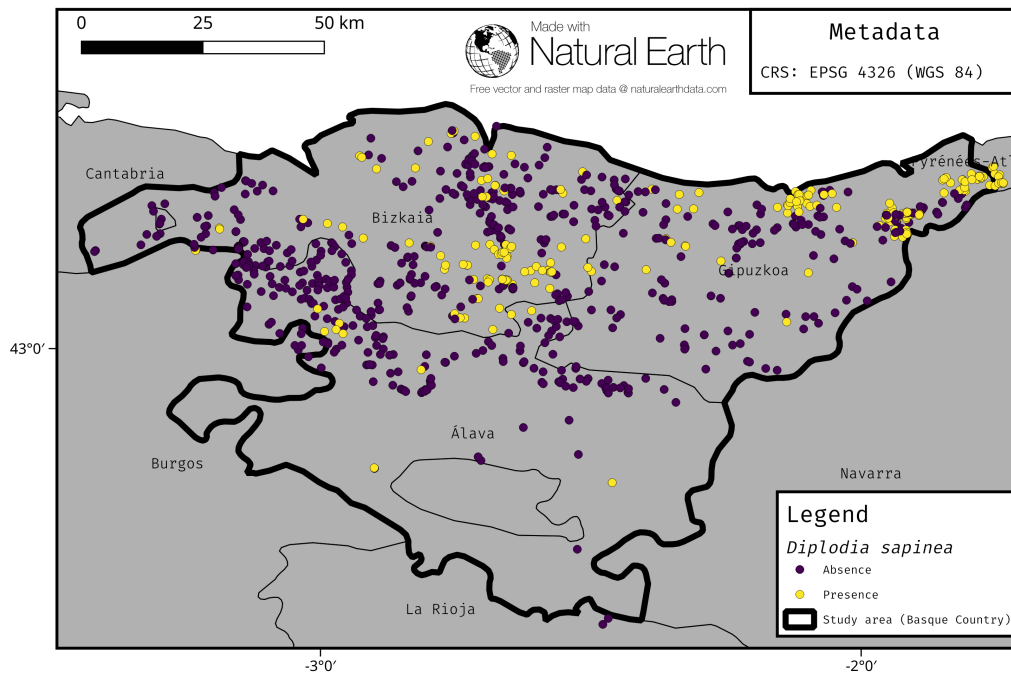 0 25 50 km
Made with
Natural Earth
Free vector and raster map data @ naturalearthdata.com
Metadata
CRS: EPSG 4326 (WGS 84)
Cantabria
Pyrénées-Atl
Bizkaia
Gipuzkoa
43°0′
Álava
Burgos
Navarra
La Rioja
Legend
Diplodia sapinea
Absence
Presence
Study area (Basque Country)
-3°0′ -2°0′